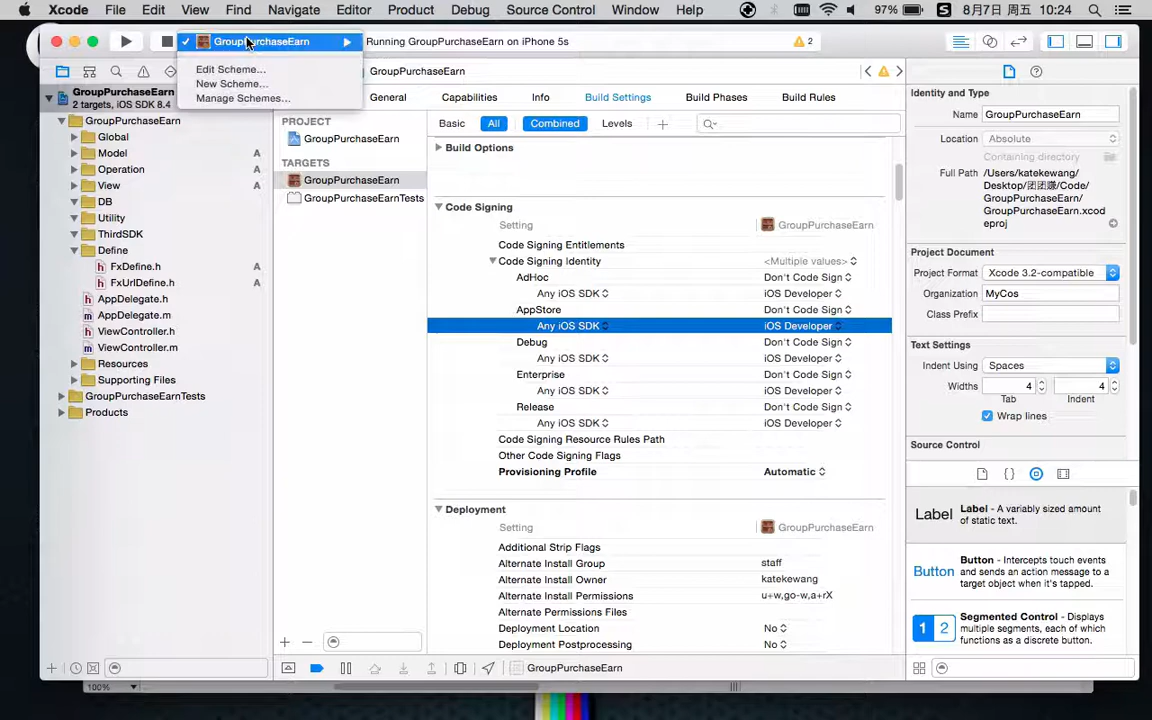 Xcode File Edit View Find Navigate Editor Product Debug Source Control Window Help 97% 8月7日 周五 10:24
GroupPurchaseEarn
Running GroupPurchaseEarn on iPhone 5s
2
Edit Scheme...
New Scheme...
Manage Schemes...
GroupPurchaseEarn
2 targets, iOS SDK 8.4
GroupPurchaseEarn
Global
Model A
Operation A
View A
DB
Utility
ThirdSDK
Define
FxDefine.h A
FxUrlDefine.h A
AppDelegate.h
AppDelegate.m
ViewController.h
ViewController.m
Resources
Supporting Files
GroupPurchaseEarnTests
Products
GroupPurchaseEarn
General Capabilities Info Build Settings Build Phases Build Rules
PROJECT
GroupPurchaseEarn
TARGETS
GroupPurchaseEarn
GroupPurchaseEarnTests
Basic All Combined Levels
Build Options
Code Signing
Setting GroupPurchaseEarn
Code Signing Entitlements
Code Signing Identity <Multiple values>
AdHoc Don't Code Sign
Any iOS SDK iOS Developer
AppStore Don't Code Sign
Any iOS SDK iOS Developer
Debug Don't Code Sign
Any iOS SDK iOS Developer
Enterprise Don't Code Sign
Any iOS SDK iOS Developer
Release Don't Code Sign
Any iOS SDK iOS Developer
Code Signing Resource Rules Path
Other Code Signing Flags
Provisioning Profile Automatic
Deployment
Setting GroupPurchaseEarn
Additional Strip Flags
Alternate Install Group staff
Alternate Install Owner katekewang
Alternate Install Permissions u+w,go-w,a+rX
Alternate Permissions Files
Deployment Location No
Deployment Postprocessing No
GroupPurchaseEarn
Identity and Type
Name GroupPurchaseEarn
Location Absolute
Containing directory
Full Path /Users/katekewang/
Desktop/团团赚/Code/
GroupPurchaseEarn/
GroupPurchaseEarn.xcode
proj
Project Document
Project Format Xcode 3.2-compatible
Organization MyCos
Class Prefix
Text Settings
Indent Using Spaces
Widths 4 4
Tab Indent
Wrap lines
Source Control
Label
Label - A variably sized amount
of static text.
Button
Button - Intercepts touch events
and sends an action message to a
target object when it's tapped.
1 2
Segmented Control - Displays
multiple segments, each of which
functions as a discrete button.
100%